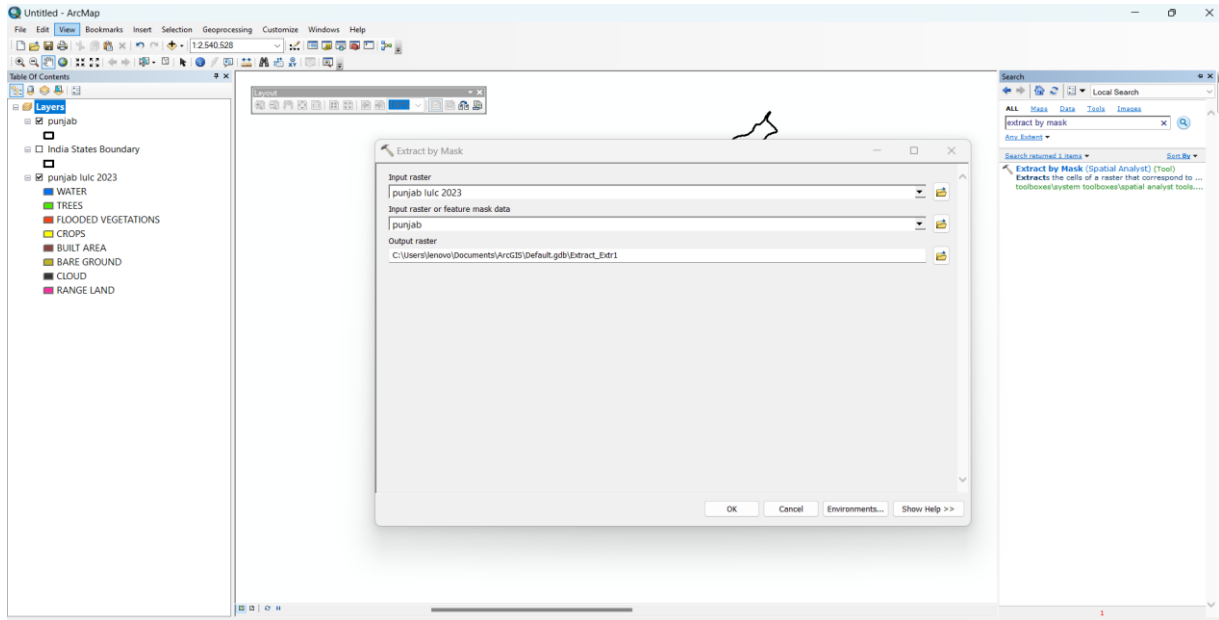 Untitled - ArcMap
File Edit View Bookmarks Insert Selection Geoprocessing Customize Windows Help
1:2,540,528
Table Of Contents
Layers
punjab
India States Boundary
punjab lulc 2023
WATER
TREES
FLOODED VEGETATIONS
CROPS
BUILT AREA
BARE GROUND
CLOUD
RANGE LAND
Layout
Extract by Mask
Input raster
punjab lulc 2023
Input raster or feature mask data
punjab
Output raster
C:\Users\lenovo\Documents\ArcGIS\Default.gdb\Extract_Extr1
OK Cancel Environments... Show Help >>
Search
Local Search
ALL Maps Data Tools Images
extract by mask
Any Extent
Search returned 1 items Sort By
Extract by Mask (Spatial Analyst) (Tool)
Extracts the cells of a raster that correspond to ...
toolboxes\system toolboxes\spatial analyst tools....
1